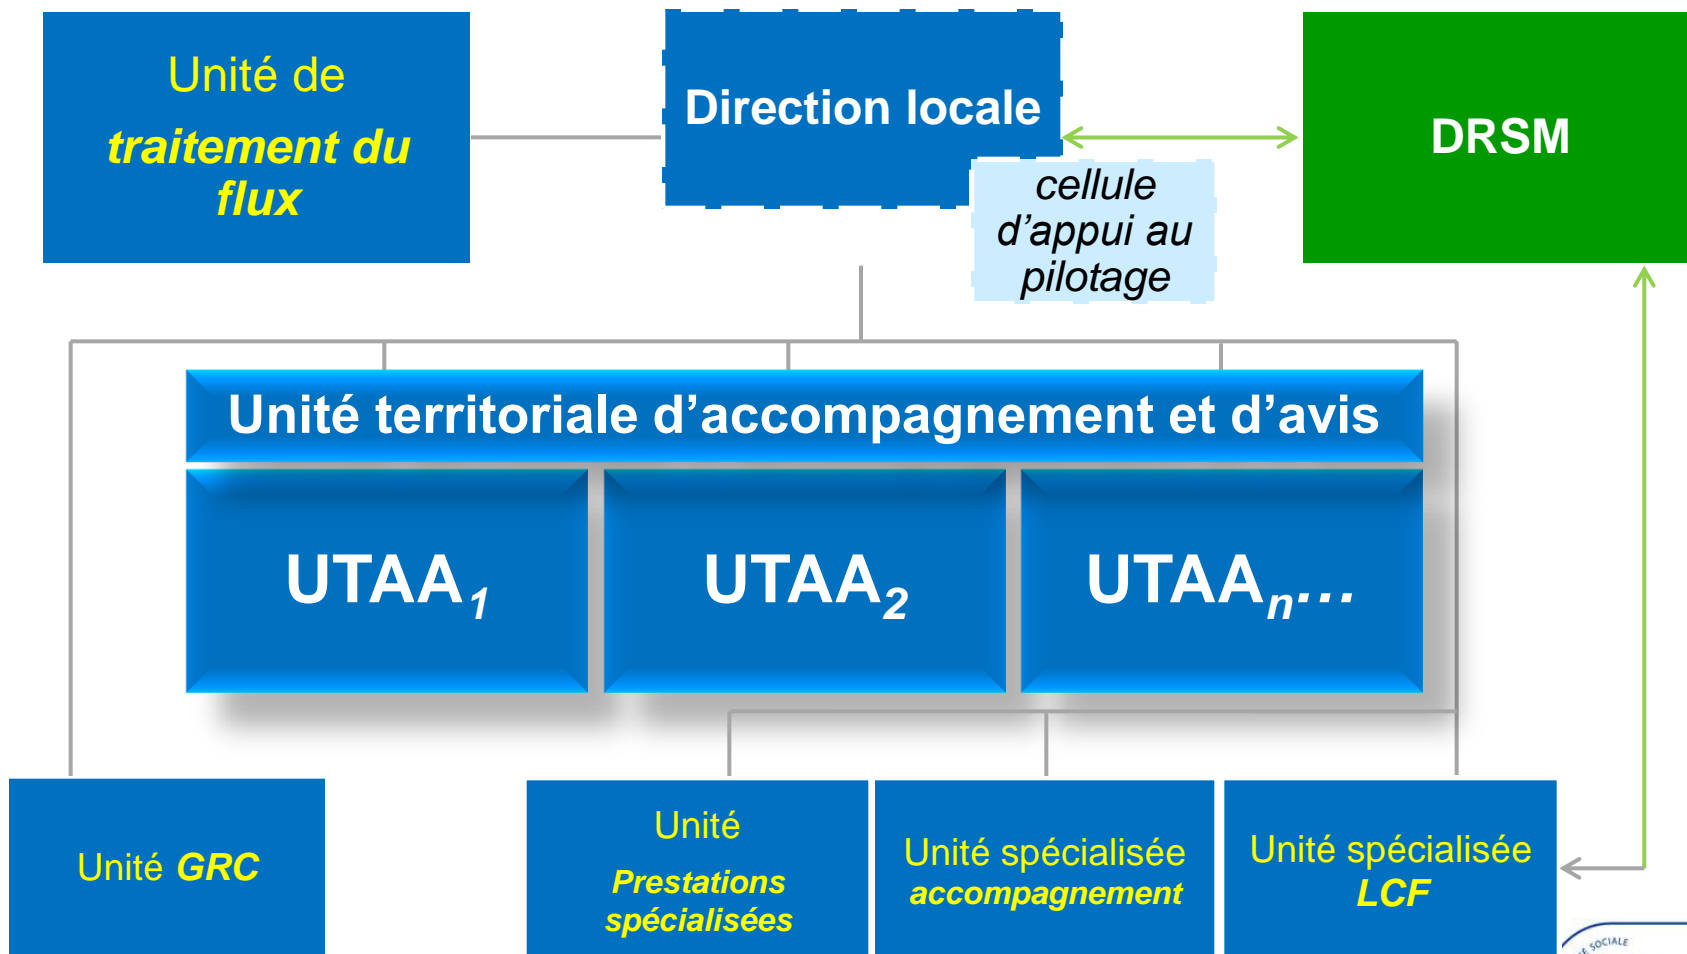 Unité de
traitement du
flux
Direction locale
DRSM
cellule
d’appui au
pilotage
Unité territoriale d’accompagnement et d’avis
UTAA1
UTAA2
UTAAn...
Unité GRC
Unité
Prestations
spécialisées
Unité spécialisée
accompagnement
Unité spécialisée
LCF
SOCIALE